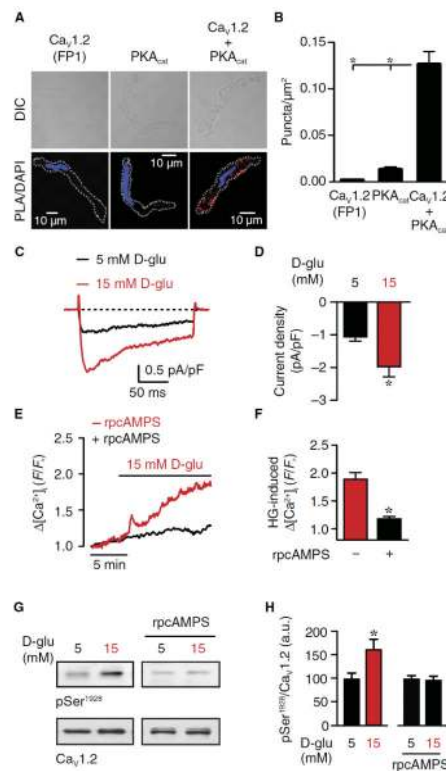 A
Caᵥ1.2
(FP1)
PKAcat
Caᵥ1.2
+
PKAcat
DIC
PLA/DAPI
10 µm
10 µm
10 µm
B
Puncta/µm²
0.15
0.10
0.05
0.00
* *
Caᵥ1.2
(FP1)
PKAcat
Caᵥ1.2
+
PKAcat
C
5 mM D-glu
15 mM D-glu
0.5 pA/pF
50 ms
D
D-glu
(mM)
5 15
Current density
(pA/pF)
0
−1
−2
−3
*
E
− rpcAMPS
+ rpcAMPS
15 mM D-glu
Δ[Ca²⁺]ᵢ (F/F.)
2.0
1.5
1.0
5 min
F
HG-induced
Δ[Ca²⁺]ᵢ (F/F.)
2.0
1.5
1.0
*
rpcAMPS − +
G
rpcAMPS
D-glu
(mM)
5 15 5 15
pSer¹⁹²⁸
Caᵥ1.2
H
pSer¹⁹²⁸/Caᵥ1.2 (a.u.)
200
150
100
50
0
*
D-glu
(mM)
5 15 5 15
rpcAMPS